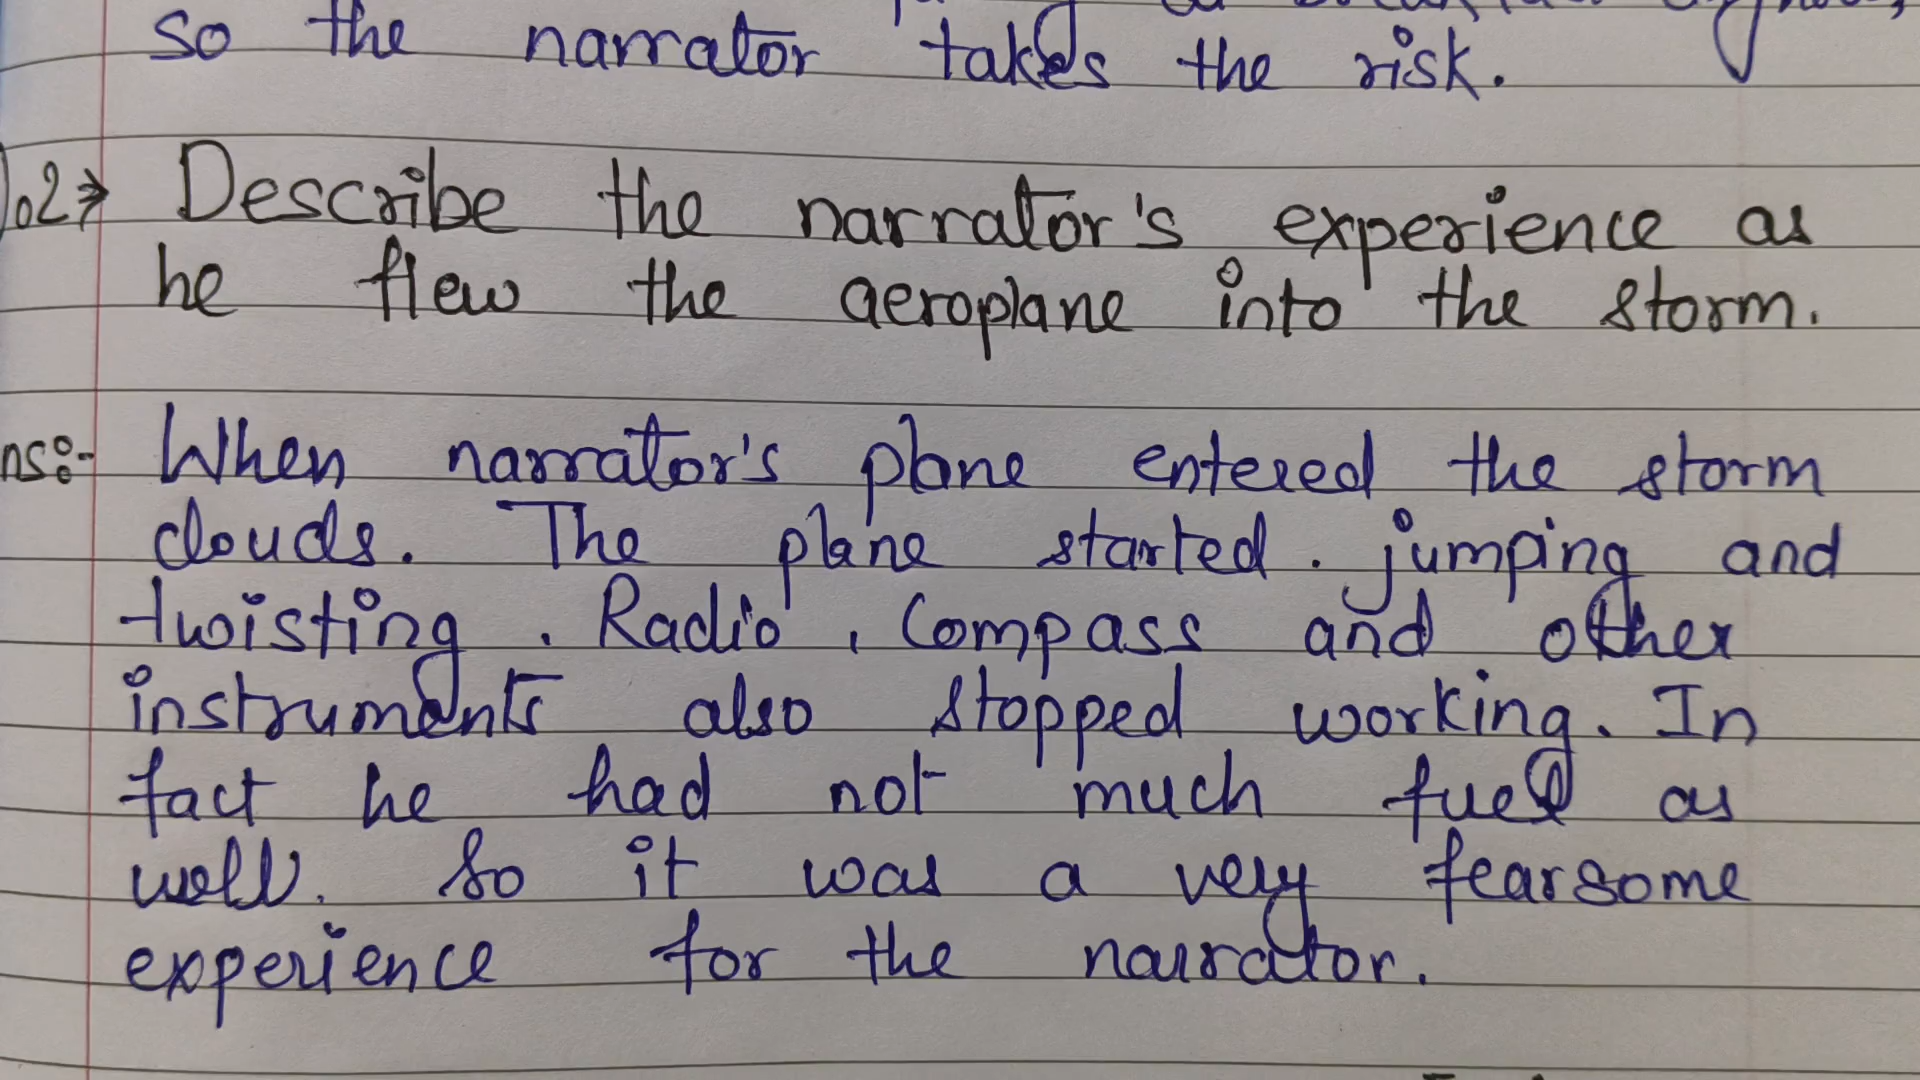 so the narrator takes the risk.
02⇒ Describe the narrator's experience as
he flew the aeroplane into the storm.
ns:- When narrator's plane entered the storm
clouds. The plane started. jumping and
twisting. Radio, Compass and other
instruments also stopped working. In
fact he had not much fuel as
well. So it was a very fearsome
experience for the narrator.